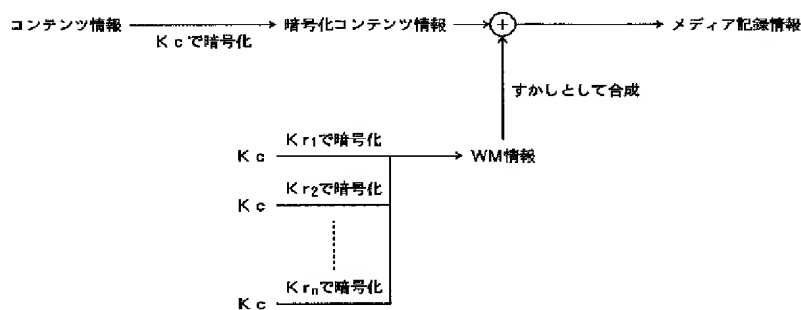 コンテンツ情報 Kcで暗号化 暗号化コンテンツ情報 + メディア記録情報
すかしとして合成
Kc Kr1で暗号化 WM情報
Kc Kr2で暗号化
Kc Krnで暗号化